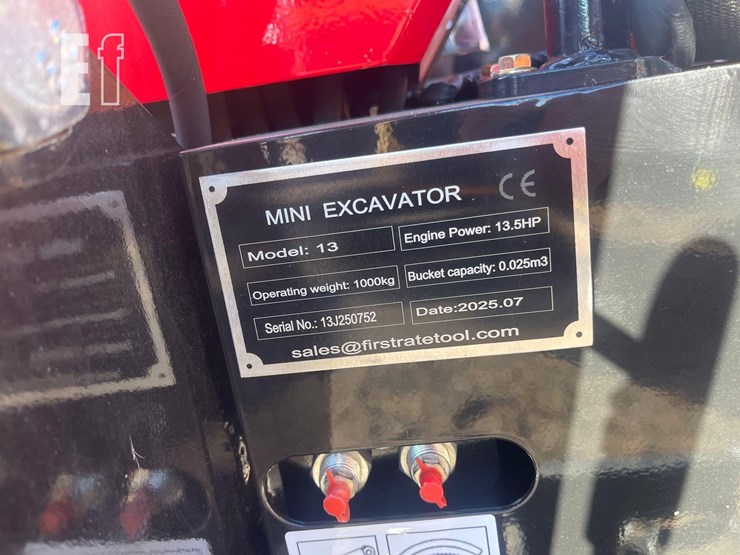 Ef
MINI EXCAVATOR CE
Model: 13
Engine Power: 13.5HP
Operating weight: 1000kg
Bucket capacity: 0.025m3
Serial No.: 13J250752
Date:2025.07
sales@firstratetool.com